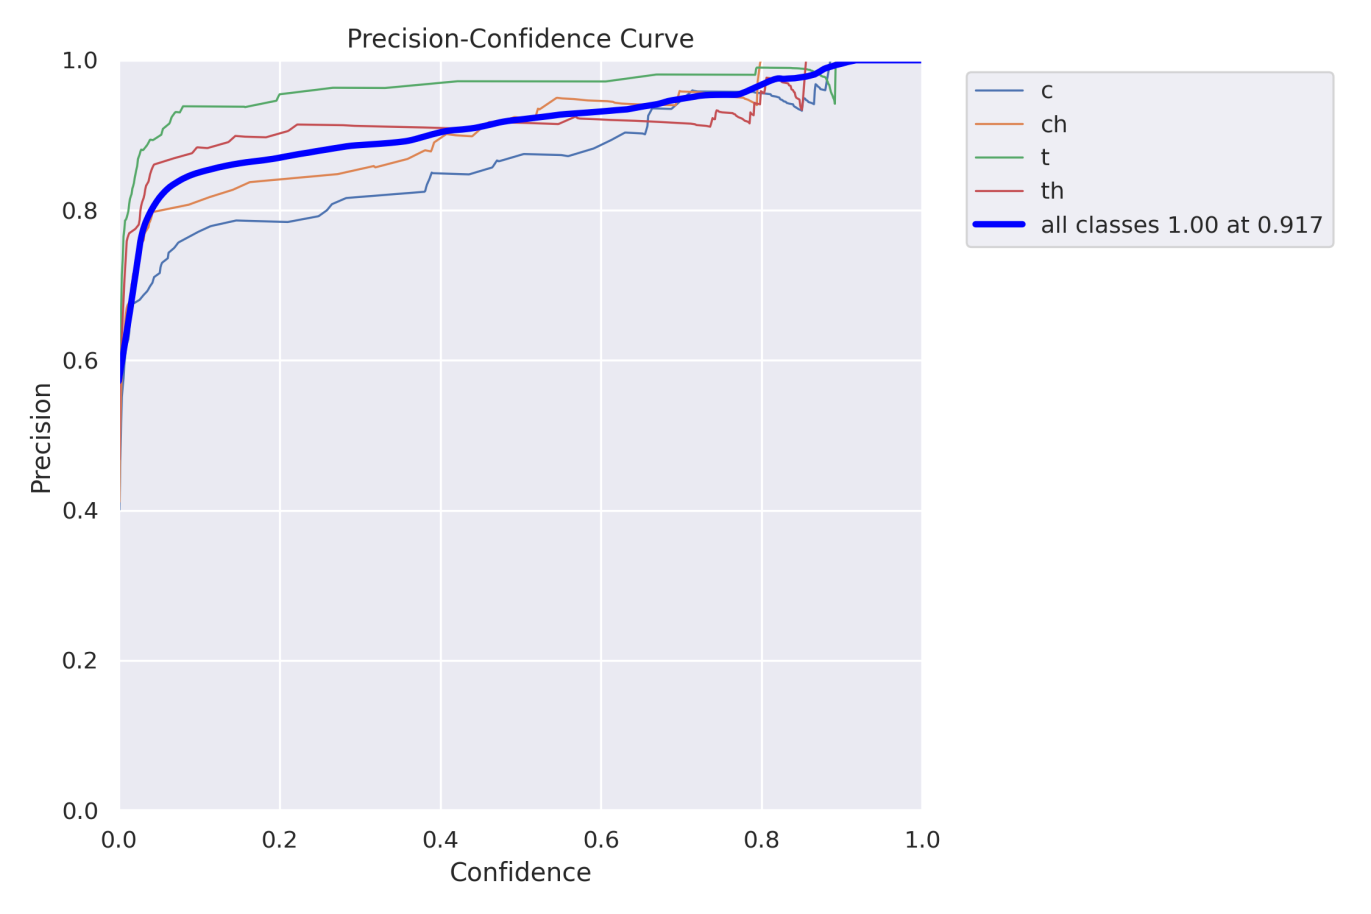 Precision-Confidence Curve
1.0
0.8
0.6
0.4
0.2
0.0
Precision
0.0 0.2 0.4 0.6 0.8 1.0
Confidence
c
ch
t
th
all classes 1.00 at 0.917